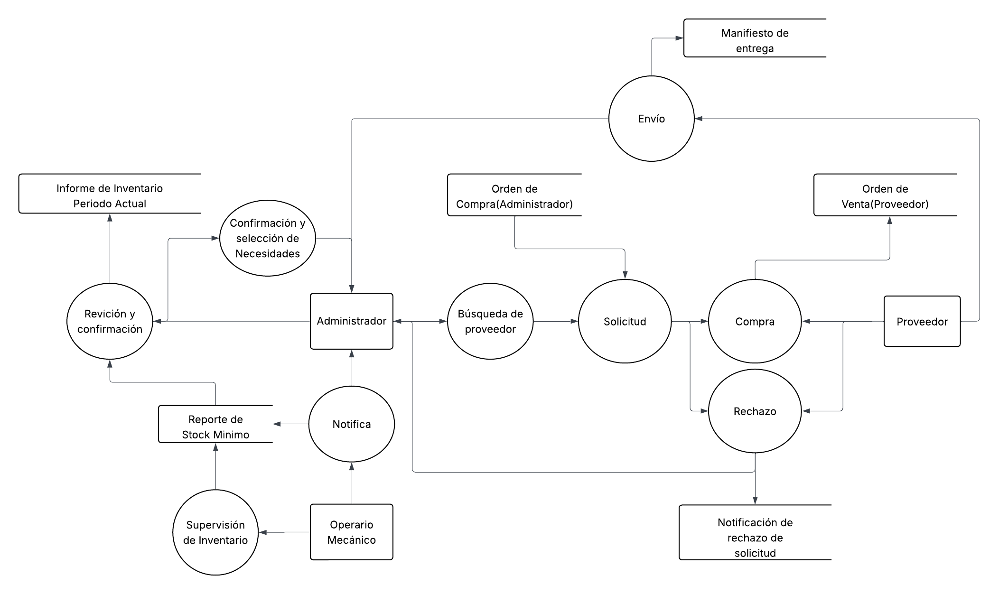 Manifiesto de
entrega
Envío
Informe de Inventario
Periodo Actual
Orden de
Compra(Administrador)
Orden de
Venta(Proveedor)
Confirmación y
selección de
Necesidades
Revición y
confirmación
Administrador
Búsqueda de
proveedor
Solicitud
Compra
Proveedor
Rechazo
Reporte de
Stock Minimo
Notifica
Supervisión
de Inventario
Operario
Mecánico
Notificación de
rechazo de
solicitud